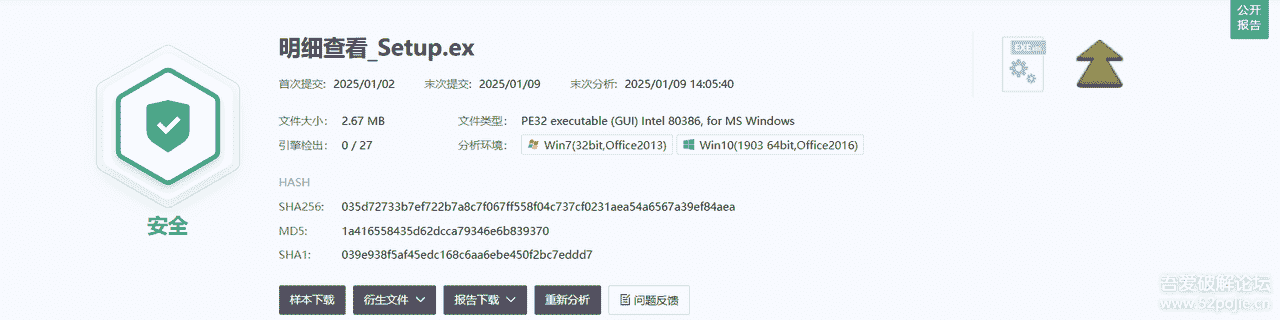 公开
报告
明细查看_Setup.ex
EXE
首次提交: 2025/01/02 末次提交: 2025/01/09 末次分析: 2025/01/09 14:05:40
文件大小: 2.67 MB 文件类型: PE32 executable (GUI) Intel 80386, for MS Windows
引擎检出: 0 / 27 分析环境: Win7(32bit,Office2013) Win10(1903 64bit,Office2016)
HASH
SHA256: 035d72733b7ef722b7a8c7f067ff558f04c737cf0231aea54a6567a39ef84aea
安全
MD5: 1a416558435d62dcca79346e6b839370
SHA1: 039e938f5af45edc168c6aa6ebe450f2bc7eddd7
样本下载 衍生文件 报告下载 重新分析 问题反馈
吾爱破解论坛
www.52pojie.cn